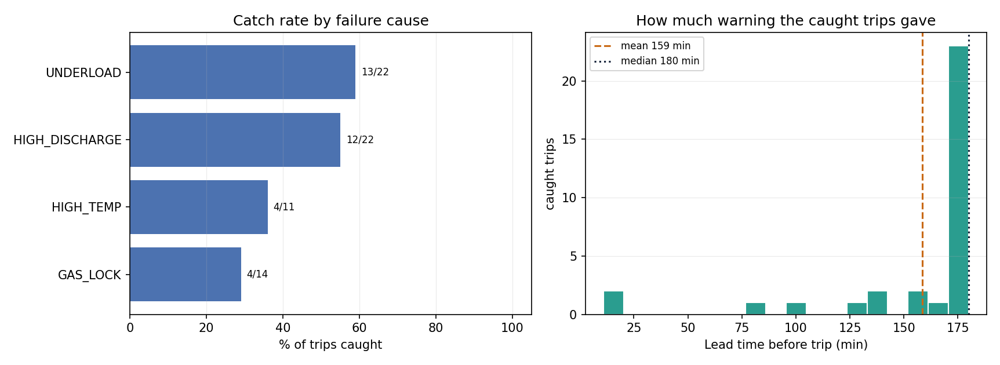 Catch rate by failure cause
UNDERLOAD
13/22
HIGH_DISCHARGE
12/22
HIGH_TEMP
4/11
GAS_LOCK
4/14
0 20 40 60 80 100
% of trips caught
How much warning the caught trips gave
mean 159 min
median 180 min
caught trips
20
15
10
5
0
25 50 75 100 125 150 175
Lead time before trip (min)